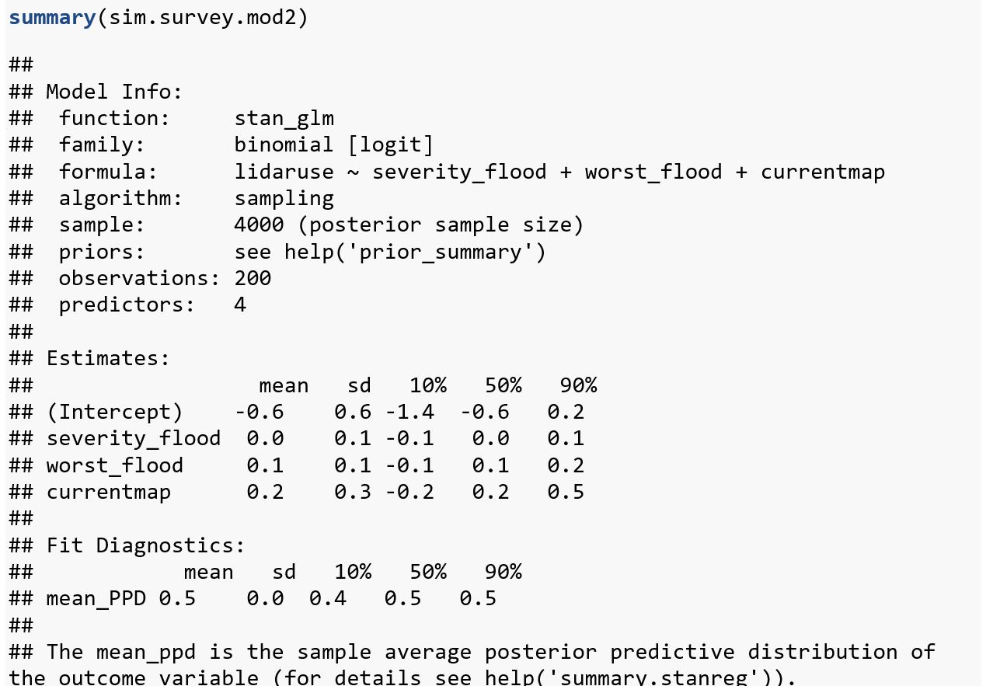 summary(sim.survey.mod2)
##
## Model Info:
##  function:     stan_glm
##  family:       binomial [logit]
##  formula:      lidaruse ~ severity_flood + worst_flood + currentmap
##  algorithm:    sampling
##  sample:       4000 (posterior sample size)
##  priors:       see help('prior_summary')
##  observations: 200
##  predictors:   4
##
## Estimates:
##                  mean   sd   10%   50%   90%
## (Intercept)    -0.6    0.6 -1.4  -0.6   0.2
## severity_flood  0.0    0.1 -0.1   0.0   0.1
## worst_flood     0.1    0.1 -0.1   0.1   0.2
## currentmap      0.2    0.3 -0.2   0.2   0.5
##
## Fit Diagnostics:
##            mean   sd   10%   50%   90%
## mean_PPD 0.5    0.0  0.4   0.5   0.5
##
## The mean_ppd is the sample average posterior predictive distribution of
the outcome variable (for details see help('summary.stanreg')).